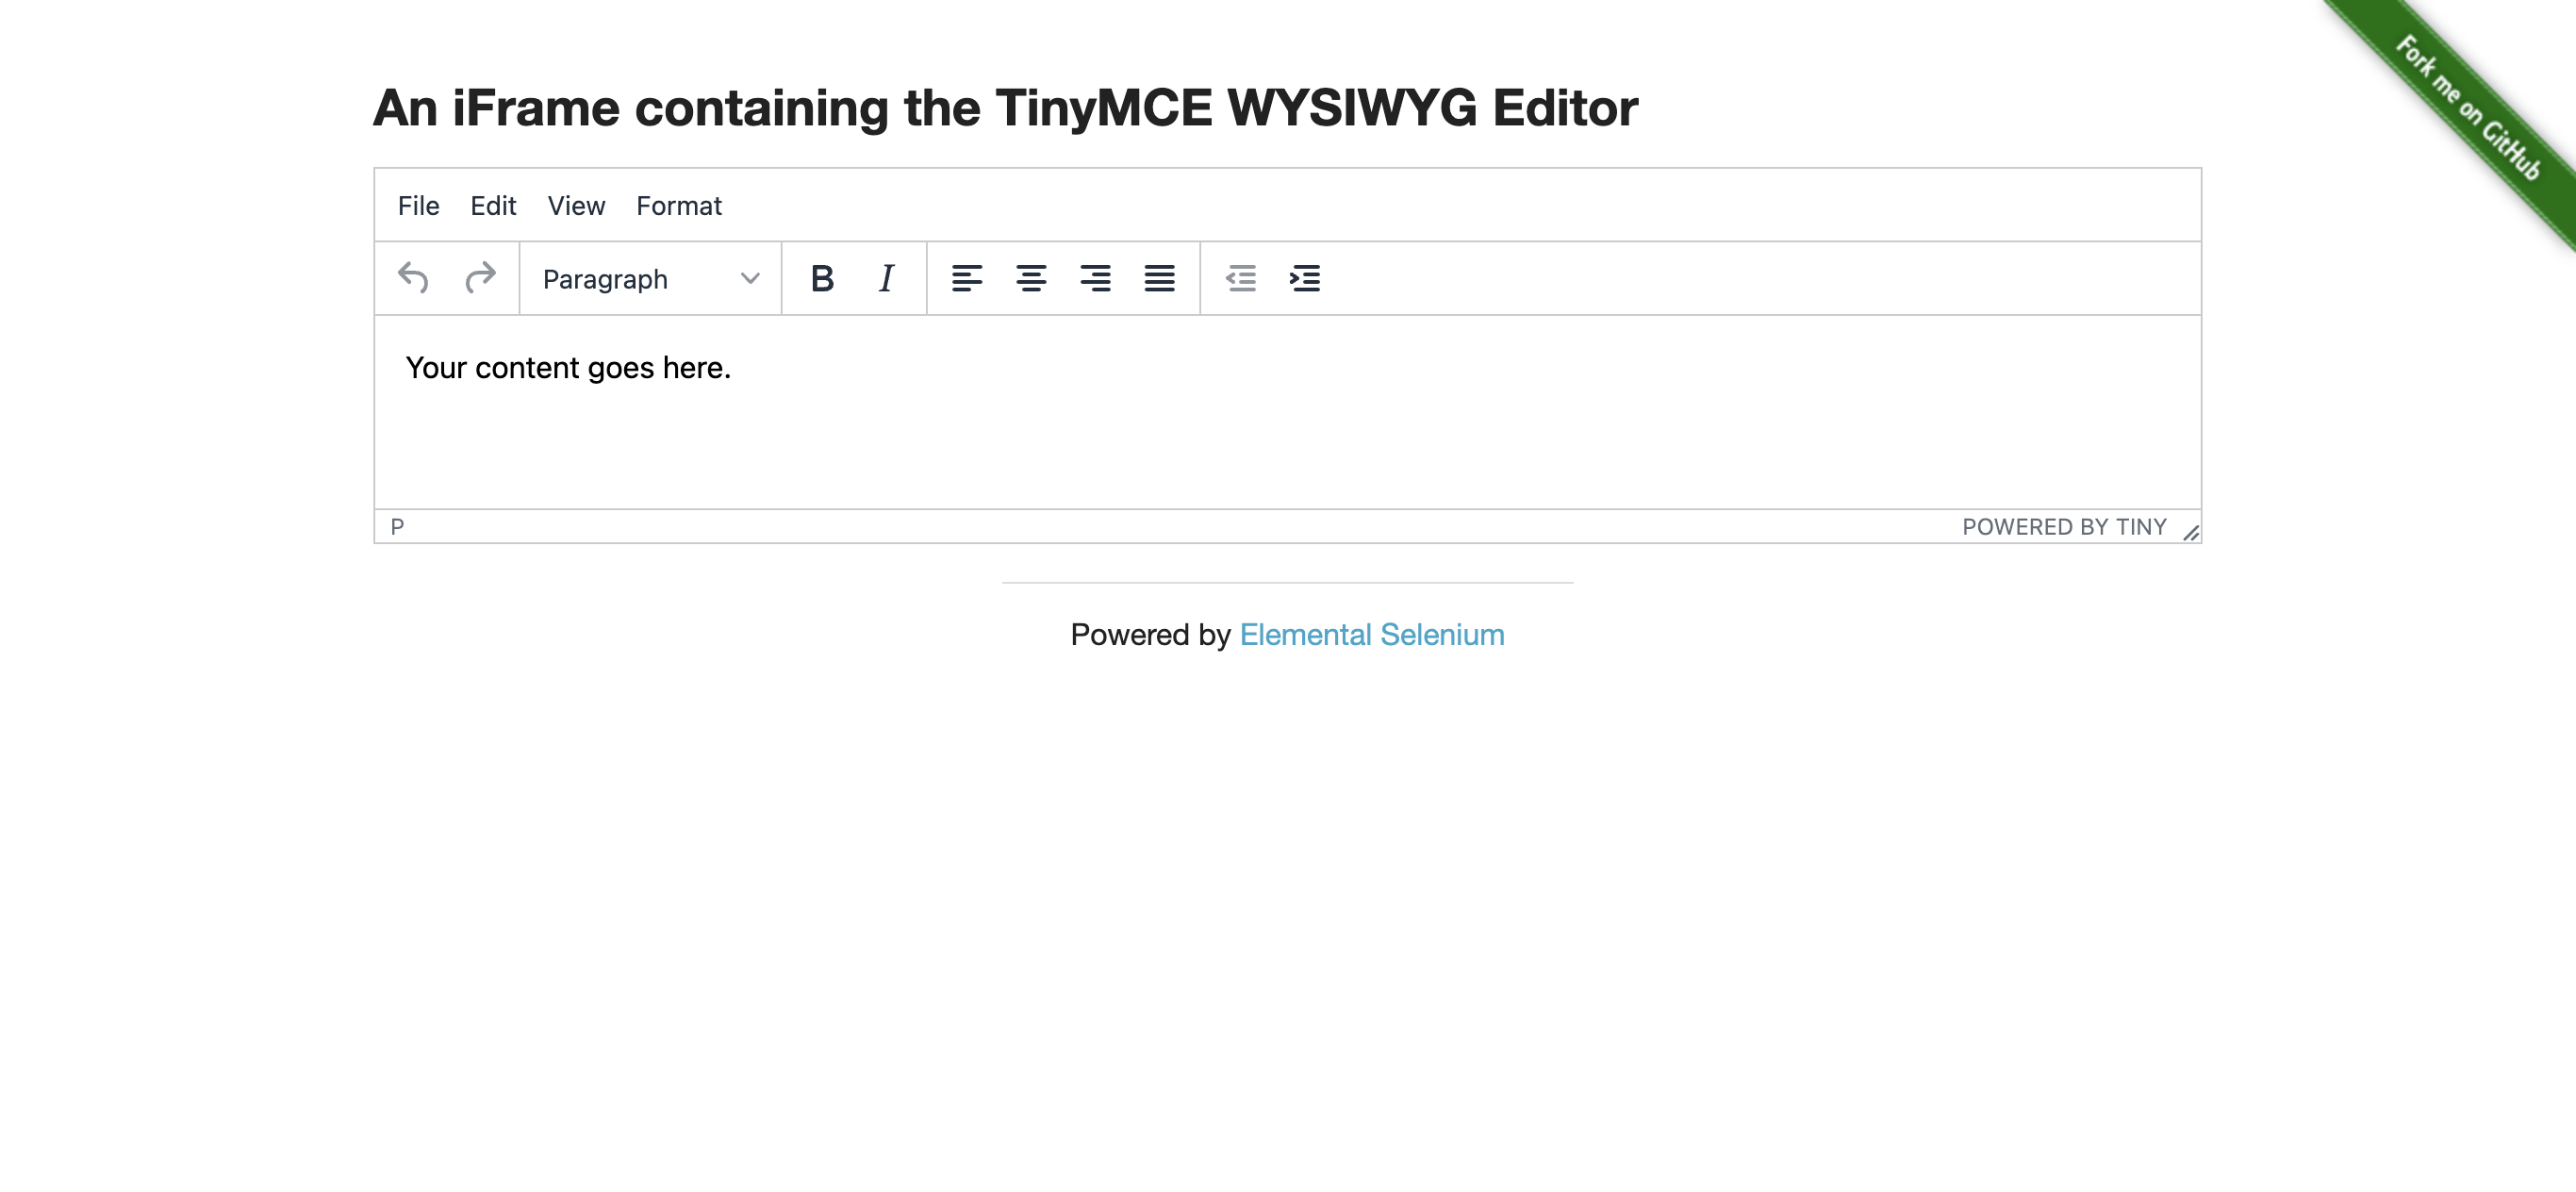 Fork me on GitHub
An iFrame containing the TinyMCE WYSIWYG Editor
File Edit View Format
Paragraph B I
Your content goes here.
P POWERED BY TINY
Powered by Elemental Selenium